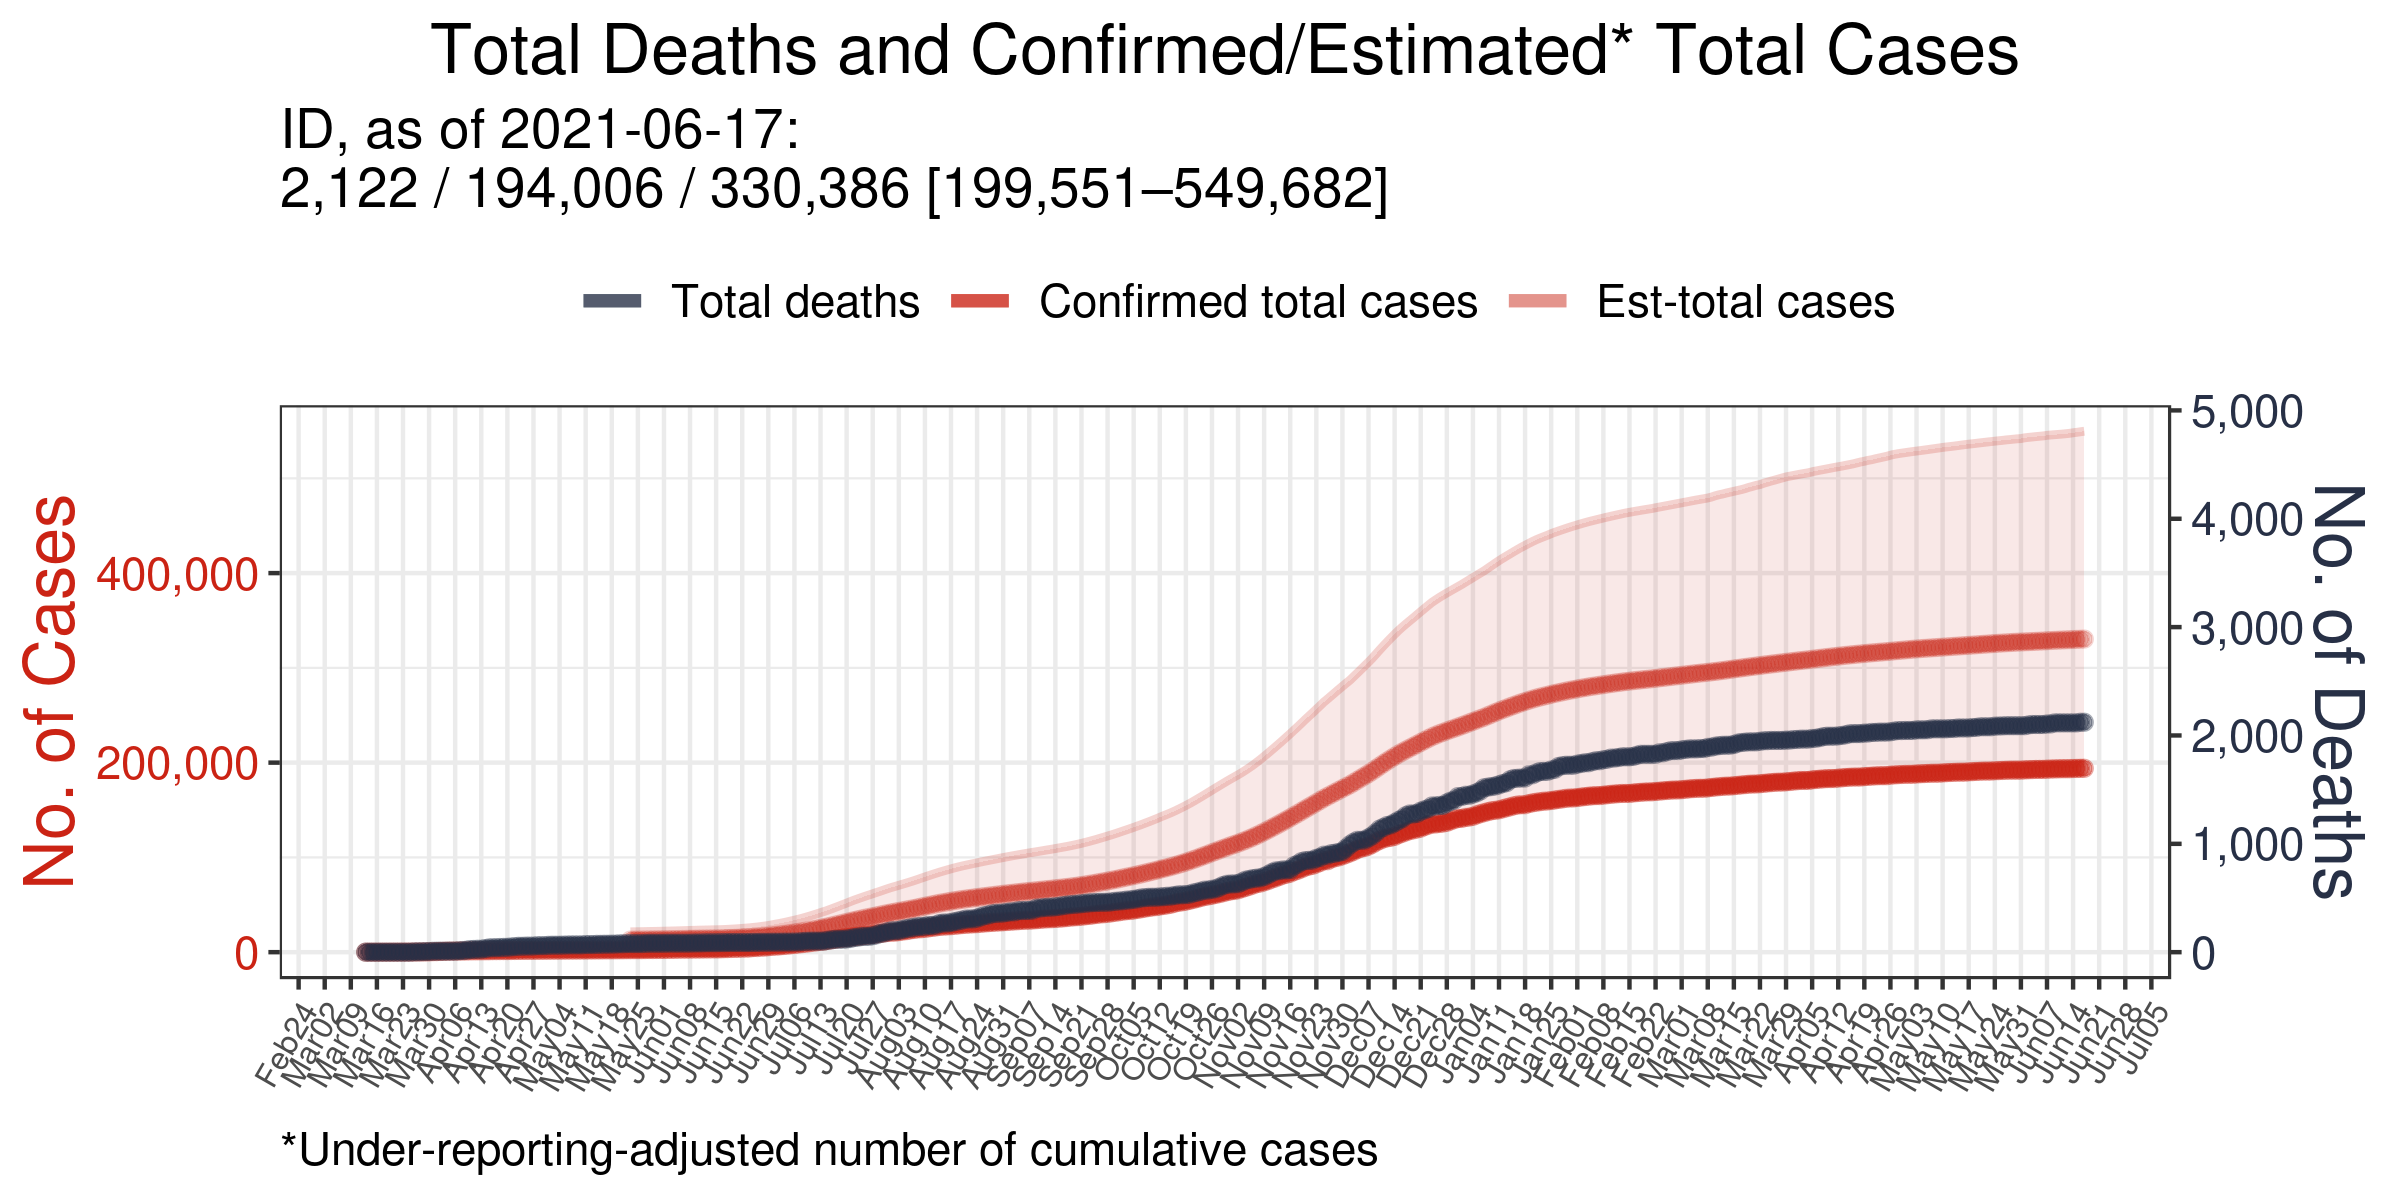 Total Deaths and Confirmed/Estimated* Total Cases
ID, as of 2021-06-17:
2,122 / 194,006 / 330,386 [199,551–549,682]
Total deaths
Confirmed total cases
Est-total cases
No. of Cases
400,000
200,000
0
5,000
4,000
3,000
2,000
1,000
0
No. of Deaths
Feb24
Mar02
Mar09
Mar16
Mar23
Mar30
Apr06
Apr13
Apr20
Apr27
May04
May11
May18
May25
Jun01
Jun08
Jun15
Jun22
Jun29
Jul06
Jul13
Jul20
Jul27
Aug03
Aug10
Aug17
Aug24
Aug31
Sep07
Sep14
Sep21
Sep28
Oct05
Oct12
Oct19
Oct26
Nov02
Nov09
Nov16
Nov23
Nov30
Dec07
Dec14
Dec21
Dec28
Jan04
Jan11
Jan18
Jan25
Feb01
Feb08
Feb15
Feb22
Mar01
Mar08
Mar15
Mar22
Mar29
Apr05
Apr12
Apr19
Apr26
May03
May10
May17
May24
May31
Jun07
Jun14
Jun21
Jun28
Jul05
*Under-reporting-adjusted number of cumulative cases